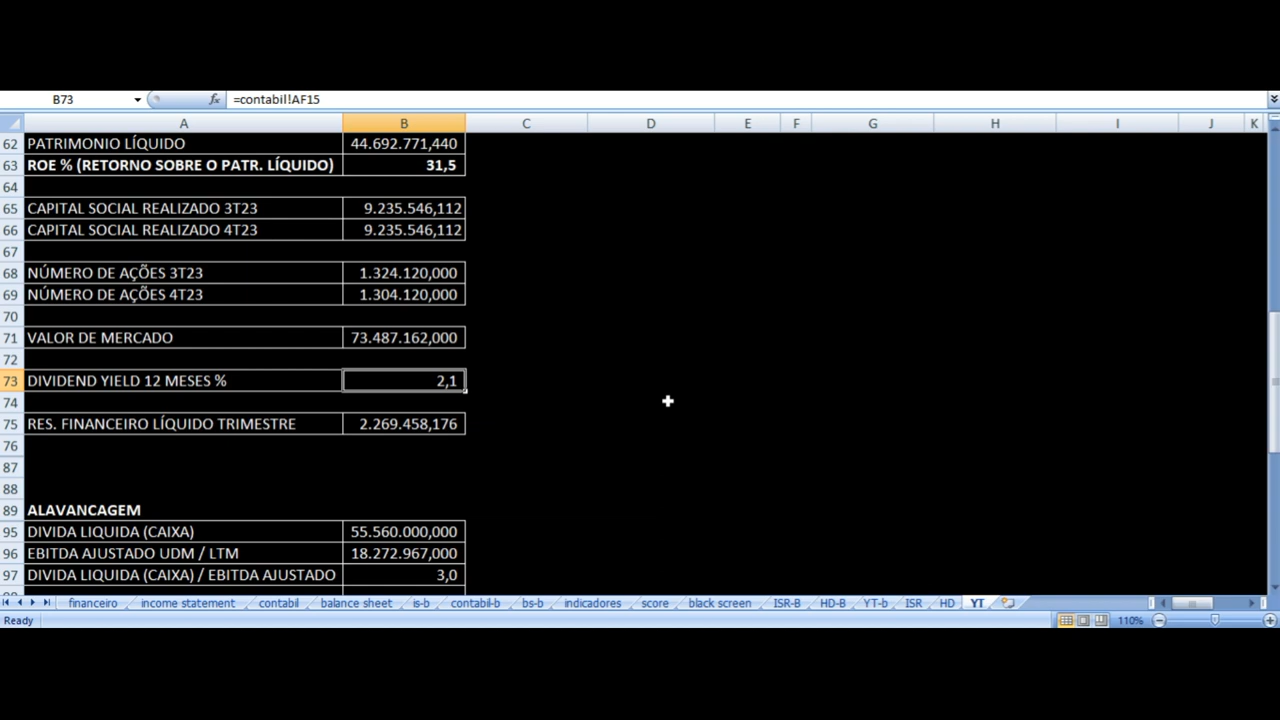 B73 fx =contabil!AF15
A B C D E F G H I J K
62 PATRIMONIO LÍQUIDO 44.692.771,440
63 ROE % (RETORNO SOBRE O PATR. LÍQUIDO) 31,5
64
65 CAPITAL SOCIAL REALIZADO 3T23 9.235.546,112
66 CAPITAL SOCIAL REALIZADO 4T23 9.235.546,112
67
68 NÚMERO DE AÇÕES 3T23 1.324.120,000
69 NÚMERO DE AÇÕES 4T23 1.304.120,000
70
71 VALOR DE MERCADO 73.487.162,000
72
73 DIVIDEND YIELD 12 MESES % 2,1
74
75 RES. FINANCEIRO LÍQUIDO TRIMESTRE 2.269.458,176
76
87
88
89 ALAVANCAGEM
95 DIVIDA LIQUIDA (CAIXA) 55.560.000,000
96 EBITDA AJUSTADO UDM / LTM 18.272.967,000
97 DIVIDA LIQUIDA (CAIXA) / EBITDA AJUSTADO 3,0
financeiro income statement contabil balance sheet is-b contabil-b bs-b indicadores score black screen ISR-B HD-B YT-b ISR HD YT
Ready 110%